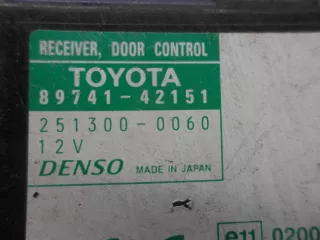 RECEIVER, DOOR CONTROL
TOYOTA
89741-42151
251300-0060
12V
DENSO MADE IN JAPAN
e11 0200